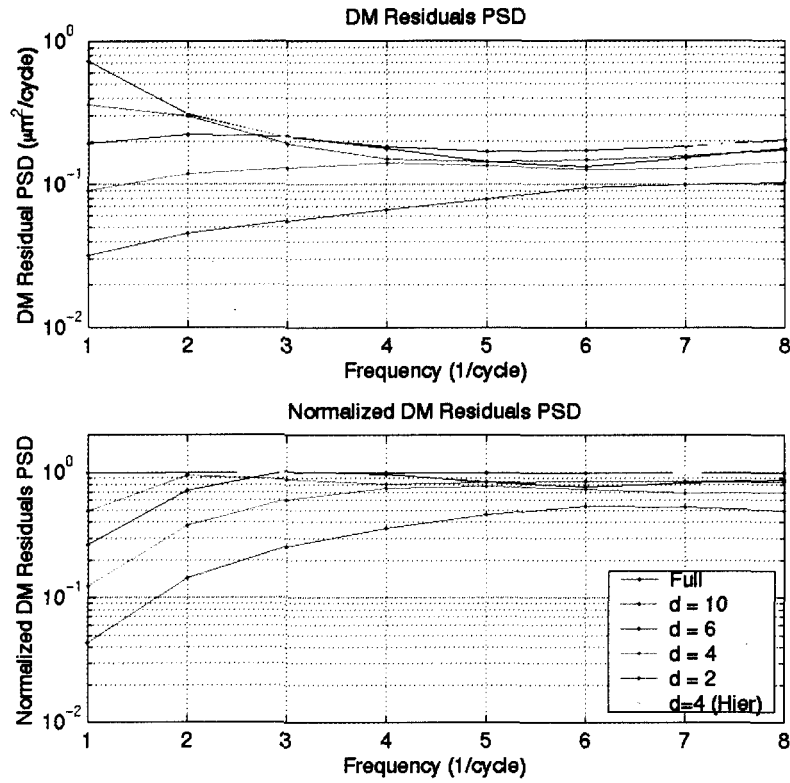 DM Residuals PSD
DM Residual PSD (μm²/cycle)
10⁰
10⁻¹
10⁻²
1 2 3 4 5 6 7 8
Frequency (1/cycle)
Normalized DM Residuals PSD
Normalized DM Residuals PSD
10⁰
10⁻¹
10⁻²
Full
d = 10
d = 6
d = 4
d = 2
d=4 (Hier)
1 2 3 4 5 6 7 8
Frequency (1/cycle)